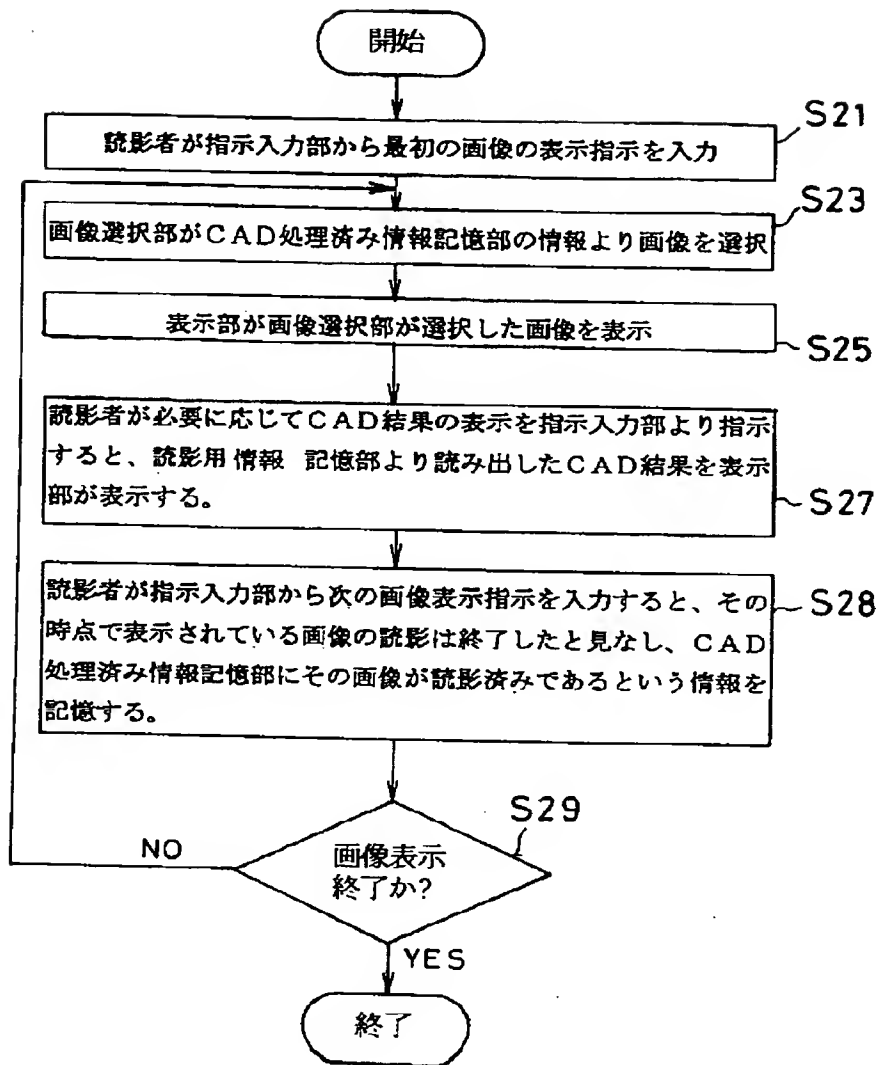 開始
S21
読影者が指示入力部から最初の画像の表示指示を入力
S23
画像選択部がCAD処理済み情報記憶部の情報より画像を選択
表示部が画像選択部が選択した画像を表示
S25
読影者が必要に応じてCAD結果の表示を指示入力部より指示
すると、読影用情報 記憶部より読み出したCAD結果を表示
部が表示する。
S27
読影者が指示入力部から次の画像表示指示を入力すると、その
時点で表示されている画像の読影は終了したと見なし、CAD
処理済み情報記憶部にその画像が読影済みであるという情報を
記憶する。
S28
S29
画像表示
終了か?
NO
YES
終了